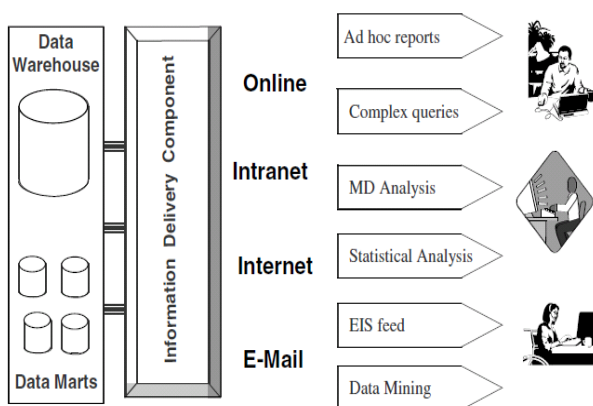 Data
Warehouse
Data Marts
Information Delivery Component
Online
Intranet
Internet
E-Mail
Ad hoc reports
Complex queries
MD Analysis
Statistical Analysis
EIS feed
Data Mining